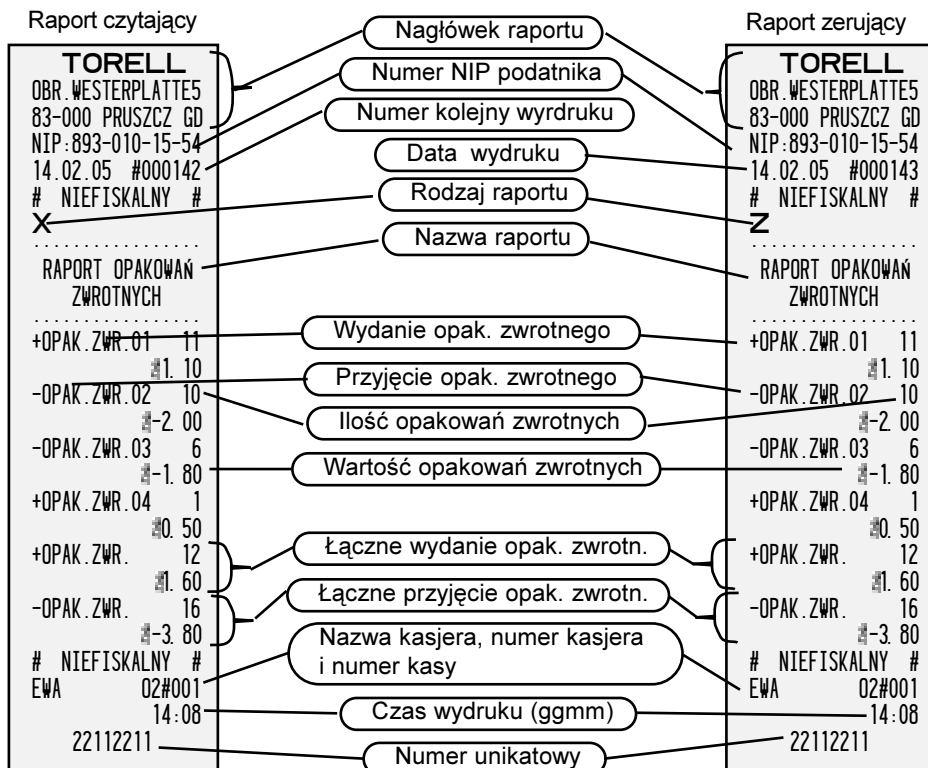 Raport czytający
TORELL
OBR.WESTERPLATTE5
83-000 PRUSZCZ GD
NIP:893-010-15-54
14.02.05 #000142
# NIEFISKALNY #
X
.................
RAPORT OPAKOWAń
ZWROTNYCH
.................
+OPAK.ZWR.01 11
1.10
-OPAK.ZWR.02 10
-2.00
-OPAK.ZWR.03 6
-1.80
+OPAK.ZWR.04 1
0.50
+OPAK.ZWR. 12
1.60
-OPAK.ZWR. 16
-3.80
# NIEFISKALNY #
EWA 02#001
14:08
22112211
Nagłówek raportu
Numer NIP podatnika
Numer kolejny wyrdruku
Data wydruku
Rodzaj raportu
Nazwa raportu
Wydanie opak. zwrotnego
Przyjęcie opak. zwrotnego
Ilość opakowań zwrotnych
Wartość opakowań zwrotnych
Łączne wydanie opak. zwrotn.
Łączne przyjęcie opak. zwrotn.
Nazwa kasjera, numer kasjera
i numer kasy
Czas wydruku (ggmm)
Numer unikatowy
Raport zerujący
TORELL
OBR.WESTERPLATTE5
83-000 PRUSZCZ GD
NIP:893-010-15-54
14.02.05 #000143
# NIEFISKALNY #
Z
.................
RAPORT OPAKOWAń
ZWROTNYCH
.................
+OPAK.ZWR.01 11
1.10
-OPAK.ZWR.02 10
-2.00
-OPAK.ZWR.03 6
-1.80
+OPAK.ZWR.04 1
0.50
+OPAK.ZWR. 12
1.60
-OPAK.ZWR. 16
-3.80
# NIEFISKALNY #
EWA 02#001
14:08
22112211